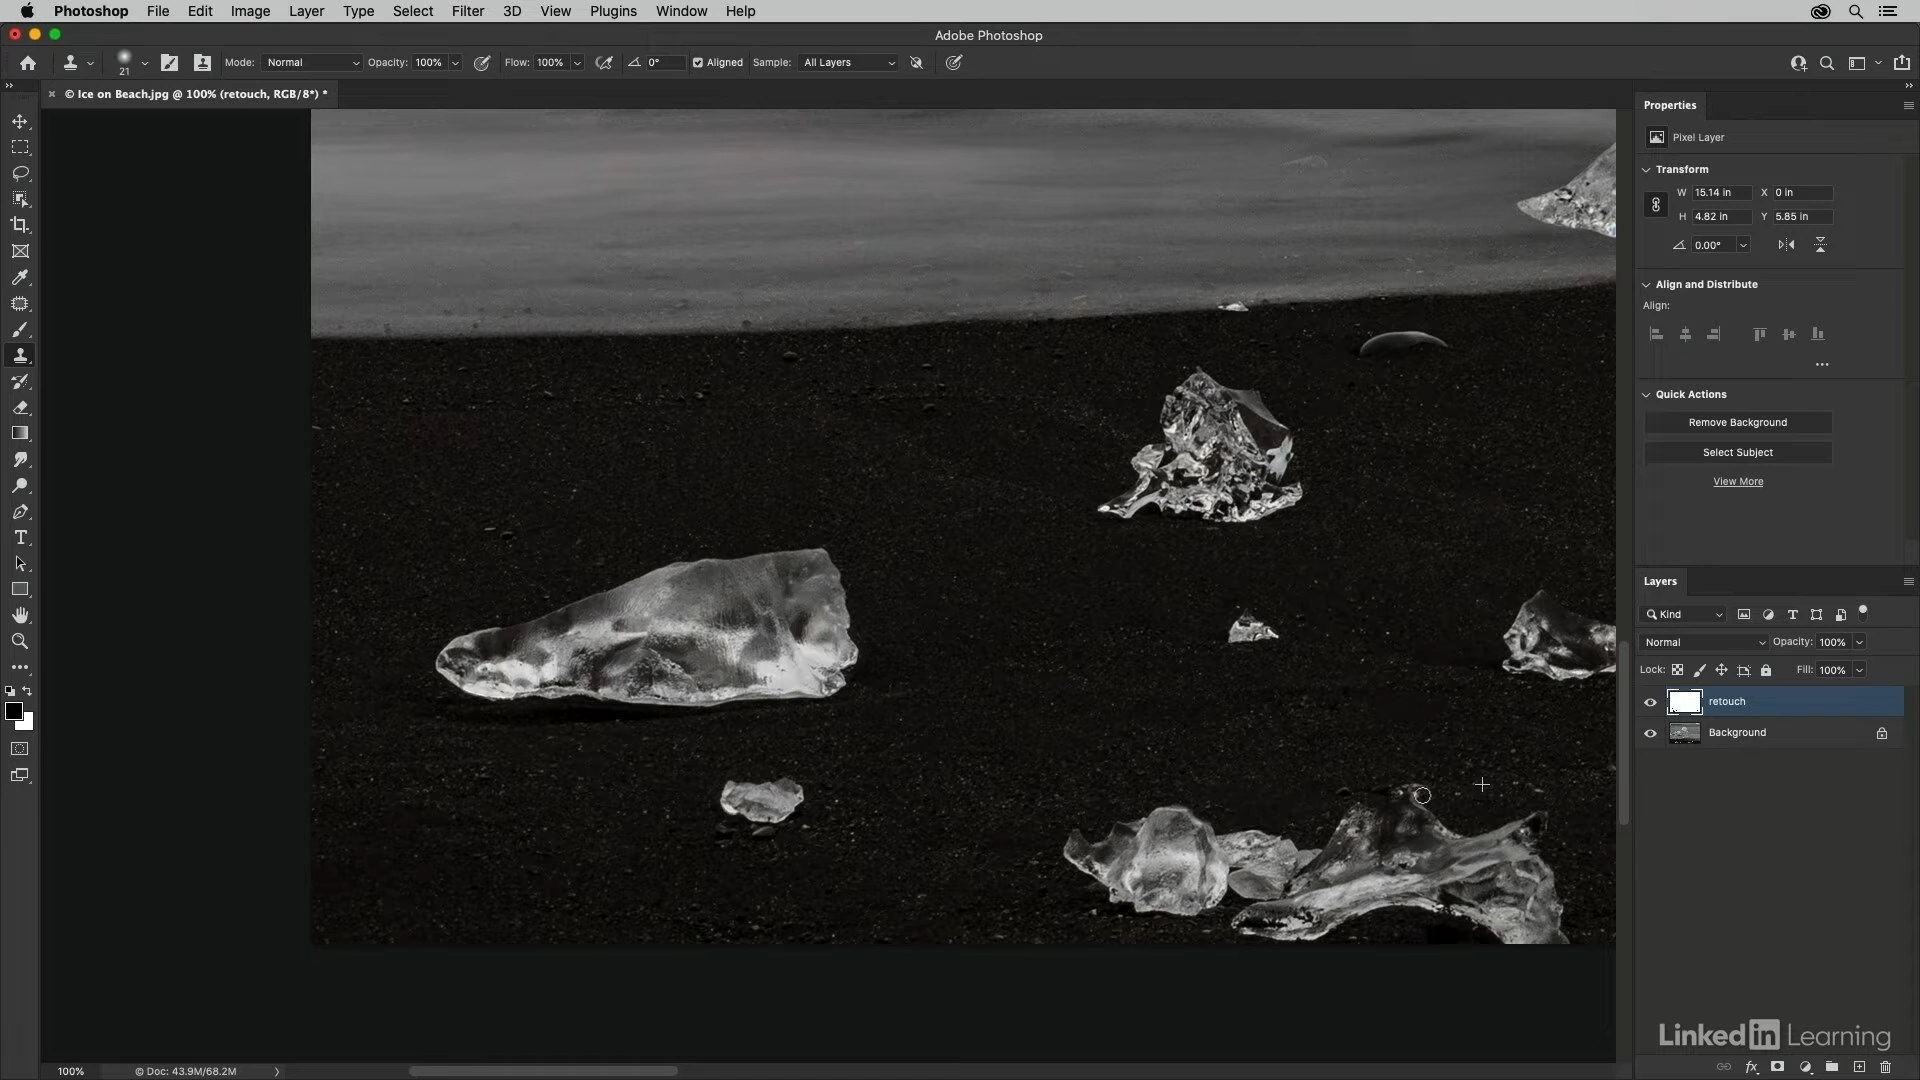 Photoshop File Edit Image Layer Type Select Filter 3D View Plugins Window Help
Adobe Photoshop
21 Mode: Normal Opacity: 100% Flow: 100% 0° Aligned Sample: All Layers
© Ice on Beach.jpg @ 100% (retouch, RGB/8*) *
Properties
Pixel Layer
Transform
W 15.14 in X 0 in
H 4.82 in Y 5.85 in
0.00°
Align and Distribute
Align:
Quick Actions
Remove Background
Select Subject
View More
Layers
Kind
Normal Opacity: 100%
Lock: Fill: 100%
retouch
Background
LinkedIn Learning
100% © Doc: 43.9M/68.2M